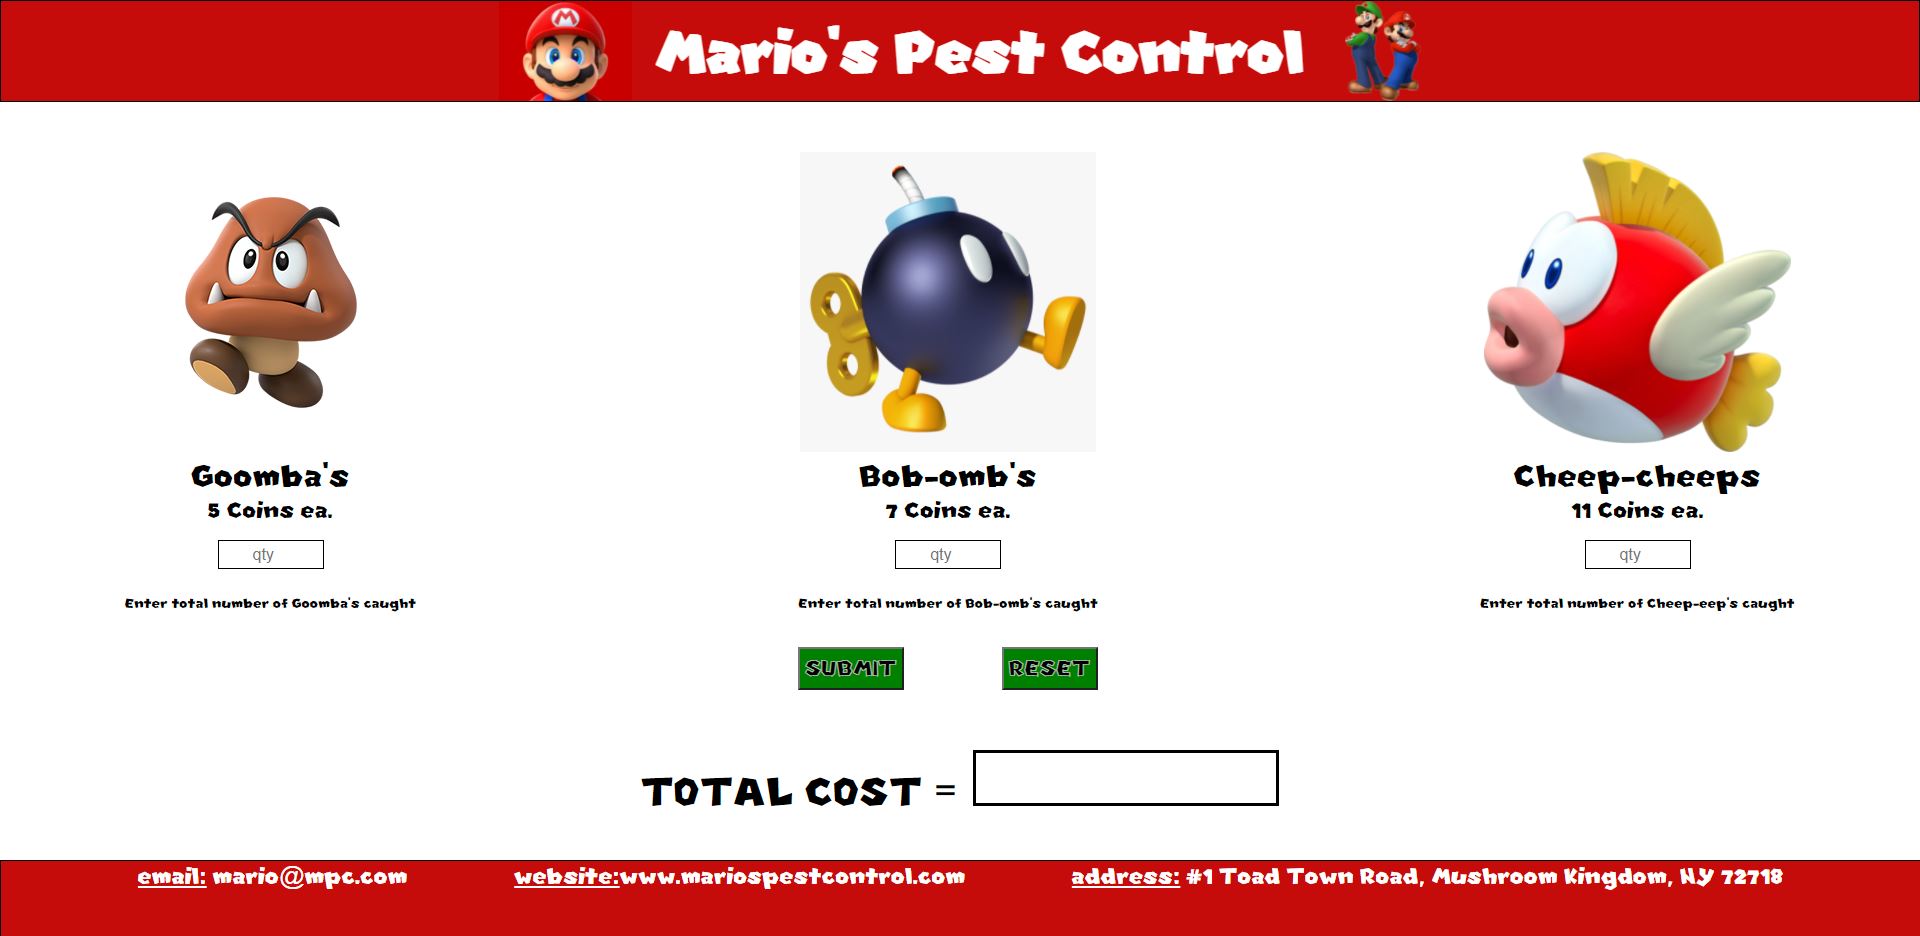 Mario's Pest Control
Goomba's
5 Coins ea.
qty
Enter total number of Goomba's caught
Bob-omb's
7 Coins ea.
qty
Enter total number of Bob-omb's caught
Cheep-cheeps
11 Coins ea.
qty
Enter total number of Cheep-eep's caught
SUBMIT RESET
TOTAL COST =
email: mario@mpc.com website:www.mariospestcontrol.com address: #1 Toad Town Road, Mushroom Kingdom, NY 72718